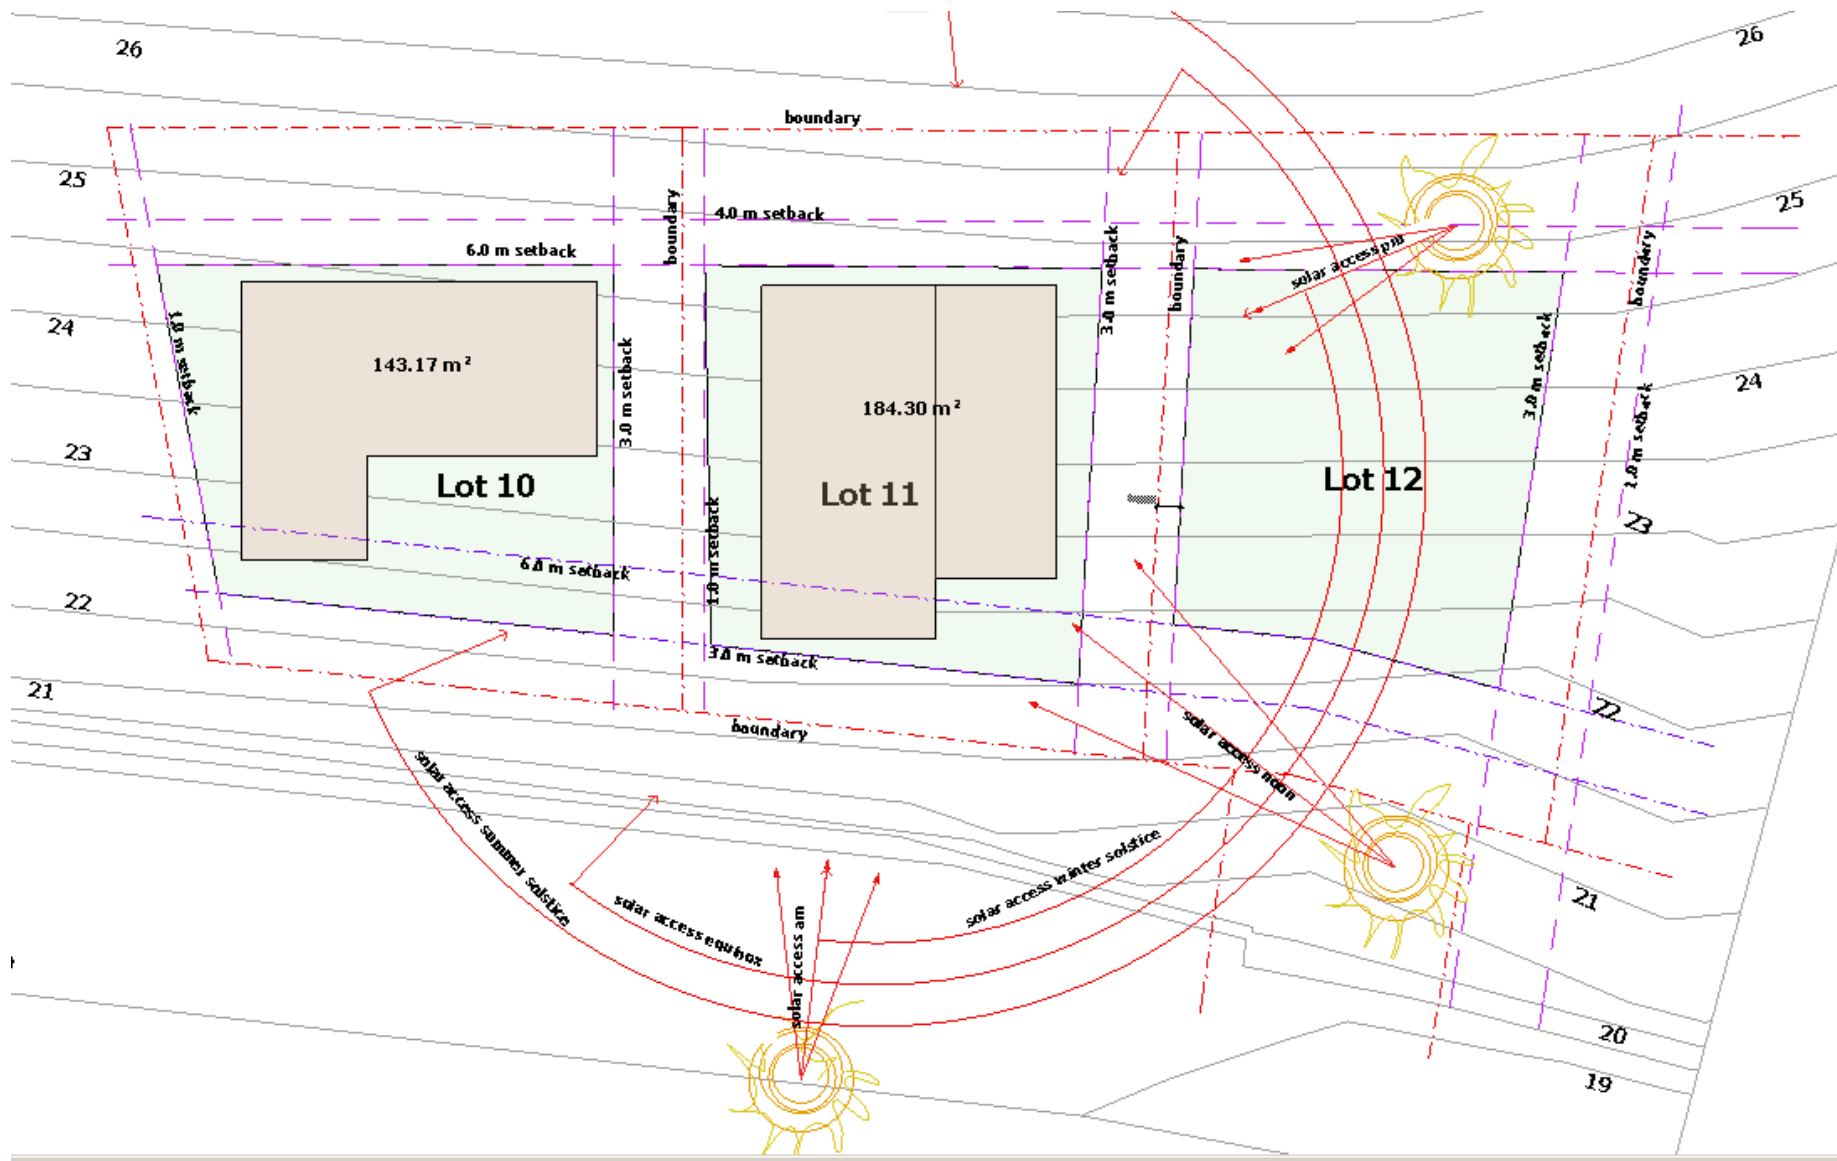 26
26
boundary
25
25
4.0 m setback
boundary
6.0 m setback
3.0 m setback
boundary
solar access pm
boundary
24
1.0 m setback
143.17 m²
3.0 m setback
184.30 m²
3.0 m setback
24
1.0 m setback
23
Lot 10
Lot 11
Lot 12
23
1.0 m setback
6.0 m setback
22
3.0 m setback
21
22
boundary
solar access noon
solar access summer solstice
solar access equinox
solar access am
solar access winter solstice
21
20
19